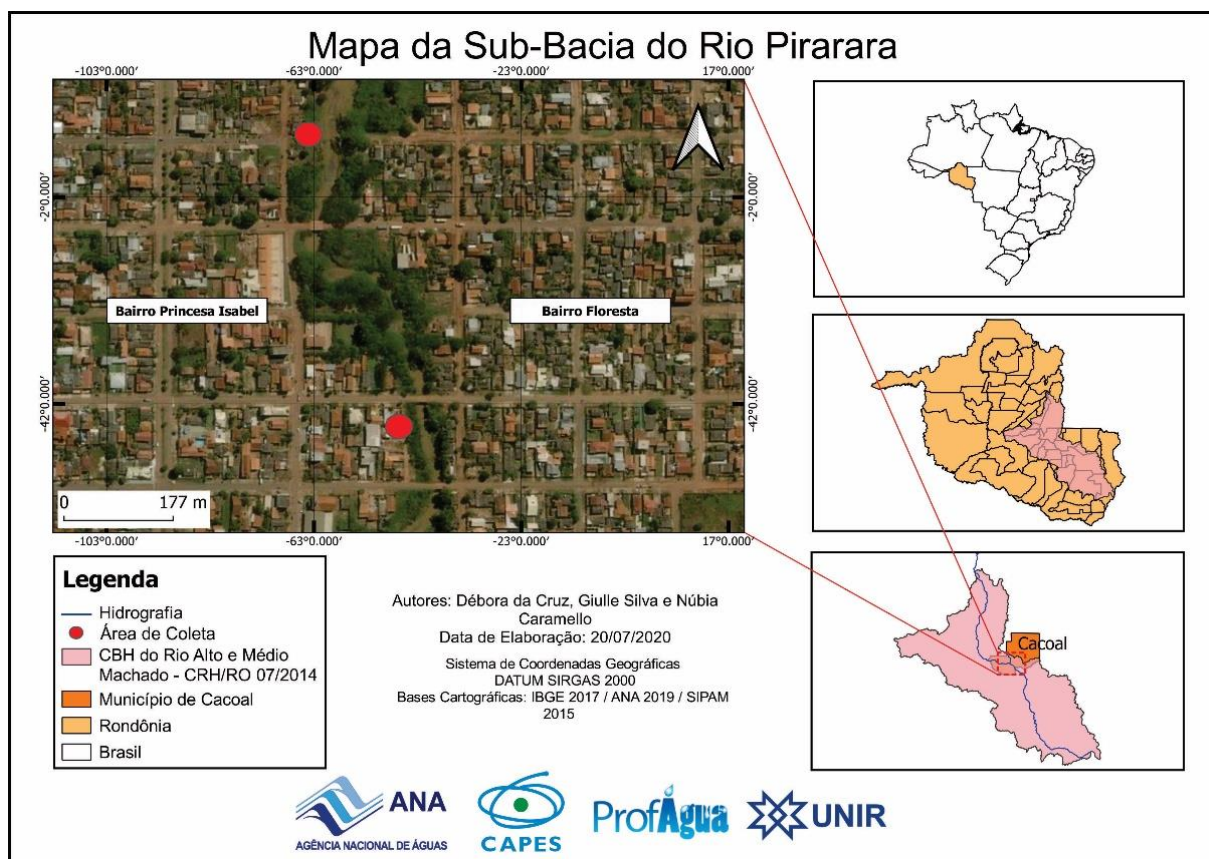 Mapa da Sub-Bacia do Rio Pirarara
-103°0.000' -63°0.000' -23°0.000' 17°0.000'
-2°0.000' -2°0.000'
Bairro Princesa Isabel
Bairro Floresta
-42°0.000' -42°0.000'
0 177 m
-103°0.000' -63°0.000' -23°0.000' 17°0.000'
Cacoal
Legenda
Hidrografia
Área de Coleta
CBH do Rio Alto e Médio
Machado - CRH/RO 07/2014
Município de Cacoal
Rondônia
Brasil
Autores: Débora da Cruz, Giulle Silva e Núbia
Caramello
Data de Elaboração: 20/07/2020
Sistema de Coordenadas Geográficas
DATUM SIRGAS 2000
Bases Cartográficas: IBGE 2017 / ANA 2019 / SIPAM
2015
ANA
AGÊNCIA NACIONAL DE ÁGUAS
CAPES
ProfÁgua
UNIR